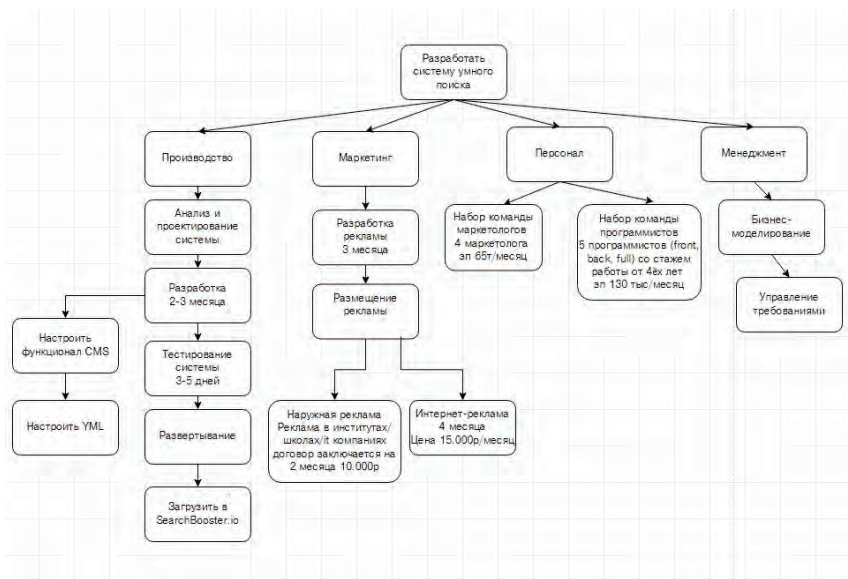 Разработать
систему умного
поиска
Производство
Маркетинг
Персонал
Менеджмент
Анализ и
проектирование
системы
Разработка
рекламы
3 месяца
Набор команды
маркетологов
4 маркетолога
зп 65т/месяц
Набор команды
программистов
5 программистов (front,
back, full) со стажем
работы от 4ёх лет
зп 130 тыс/месяц
Бизнес-
моделирование
Разработка
2-3 месяца
Размещение
рекламы
Управление
требованиями
Настроить
функционал CMS
Тестирование
системы
3-5 дней
Настроить YML
Развертывание
Наружная реклама
Реклама в институтах/
школах/it компаниях
договор заключается на
2 месяца 10.000р
Интернет-реклама
4 месяца
Цена 15.000р/месяц
Загрузить в
SearchBooster.io